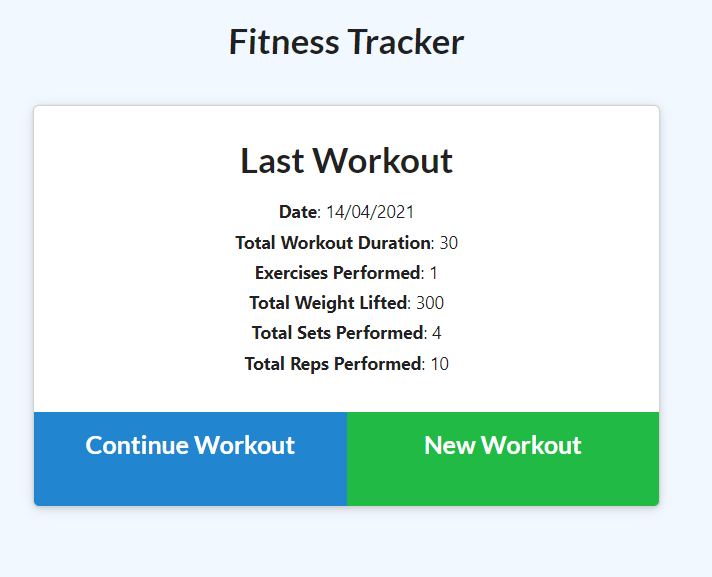 Fitness Tracker
Last Workout
Date: 14/04/2021
Total Workout Duration: 30
Exercises Performed: 1
Total Weight Lifted: 300
Total Sets Performed: 4
Total Reps Performed: 10
Continue Workout
New Workout